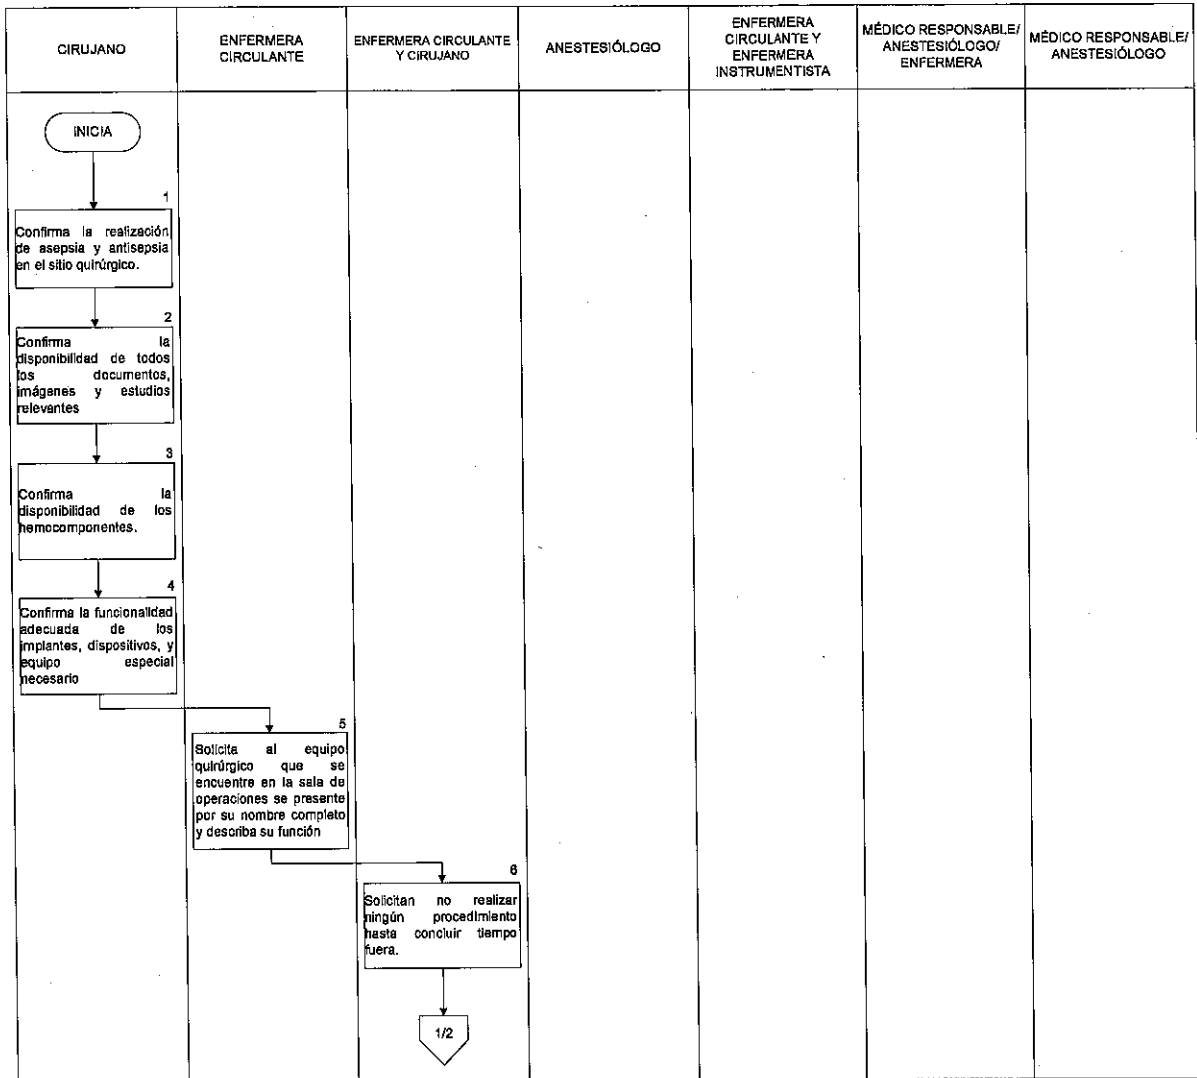 CIRUJANO
ENFERMERA
CIRCULANTE
ENFERMERA CIRCULANTE
Y CIRUJANO
ANESTESIÓLOGO
ENFERMERA
CIRCULANTE Y
ENFERMERA
INSTRUMENTISTA
MÉDICO RESPONSABLE/
ANESTESIÓLOGO/
ENFERMERA
MÉDICO RESPONSABLE/
ANESTESIÓLOGO
INICIA
1
Confirma la realización
de asepsia y antisepsia
en el sitio quirúrgico.
2
Confirma la
disponibilidad de todos
los documentos,
imágenes y estudios
relevantes
3
Confirma la
disponibilidad de los
hemocomponentes.
4
Confirma la funcionalidad
adecuada de los
implantes, dispositivos, y
equipo especial
necesario
5
Solicita al equipo
quirúrgico que se
encuentre en la sala de
operaciones se presente
por su nombre completo
y describa su función
6
Solicitan no realizar
ningún procedimiento
hasta concluir tiempo
fuera.
1/2